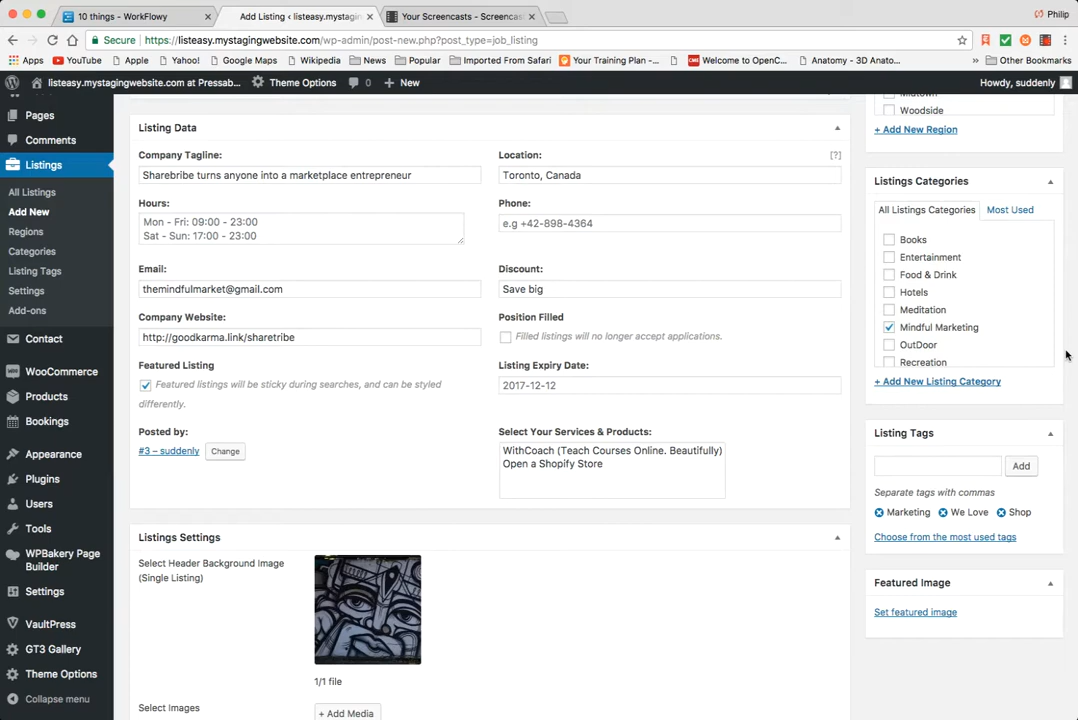 10 things - WorkFlowy
Add Listing ‹ listeasy.mystaging
Your Screencasts - Screencast
Philip
Secure
https://listeasy.mystagingwebsite.com/wp-admin/post-new.php?post_type=job_listing
Apps
YouTube
Apple
Yahoo!
Google Maps
Wikipedia
News
Popular
Imported From Safari
Your Training Plan -...
Welcome to OpenC...
Anatomy - 3D Anato...
»
Other Bookmarks
listeasy.mystagingwebsite.com at Pressab...
Theme Options
0
New
Howdy, suddenly
Pages
Comments
Listings
All Listings
Add New
Regions
Categories
Listing Tags
Settings
Add-ons
Contact
WooCommerce
Products
Bookings
Appearance
Plugins
Users
Tools
WPBakery Page
Builder
Settings
VaultPress
GT3 Gallery
Theme Options
Collapse menu
Listing Data
Company Tagline:
Sharebribe turns anyone into a marketplace entrepreneur
Location:
[?]
Toronto, Canada
Hours:
Mon - Fri: 09:00 - 23:00
Sat - Sun: 17:00 - 23:00
Phone:
e.g +42-898-4364
Email:
themindfulmarket@gmail.com
Discount:
Save big
Company Website:
http://goodkarma.link/sharetribe
Position Filled
Filled listings will no longer accept applications.
Featured Listing
Featured listings will be sticky during searches, and can be styled
differently.
Listing Expiry Date:
2017-12-12
Posted by:
#3 – suddenly
Change
Select Your Services & Products:
WithCoach (Teach Courses Online. Beautifully)
Open a Shopify Store
Listings Settings
Select Header Background Image
(Single Listing)
1/1 file
Select Images
+ Add Media
Midtown
Woodside
+ Add New Region
Listings Categories
All Listings Categories
Most Used
Books
Entertainment
Food & Drink
Hotels
Meditation
Mindful Marketing
OutDoor
Recreation
+ Add New Listing Category
Listing Tags
Add
Separate tags with commas
Marketing
We Love
Shop
Choose from the most used tags
Featured Image
Set featured image